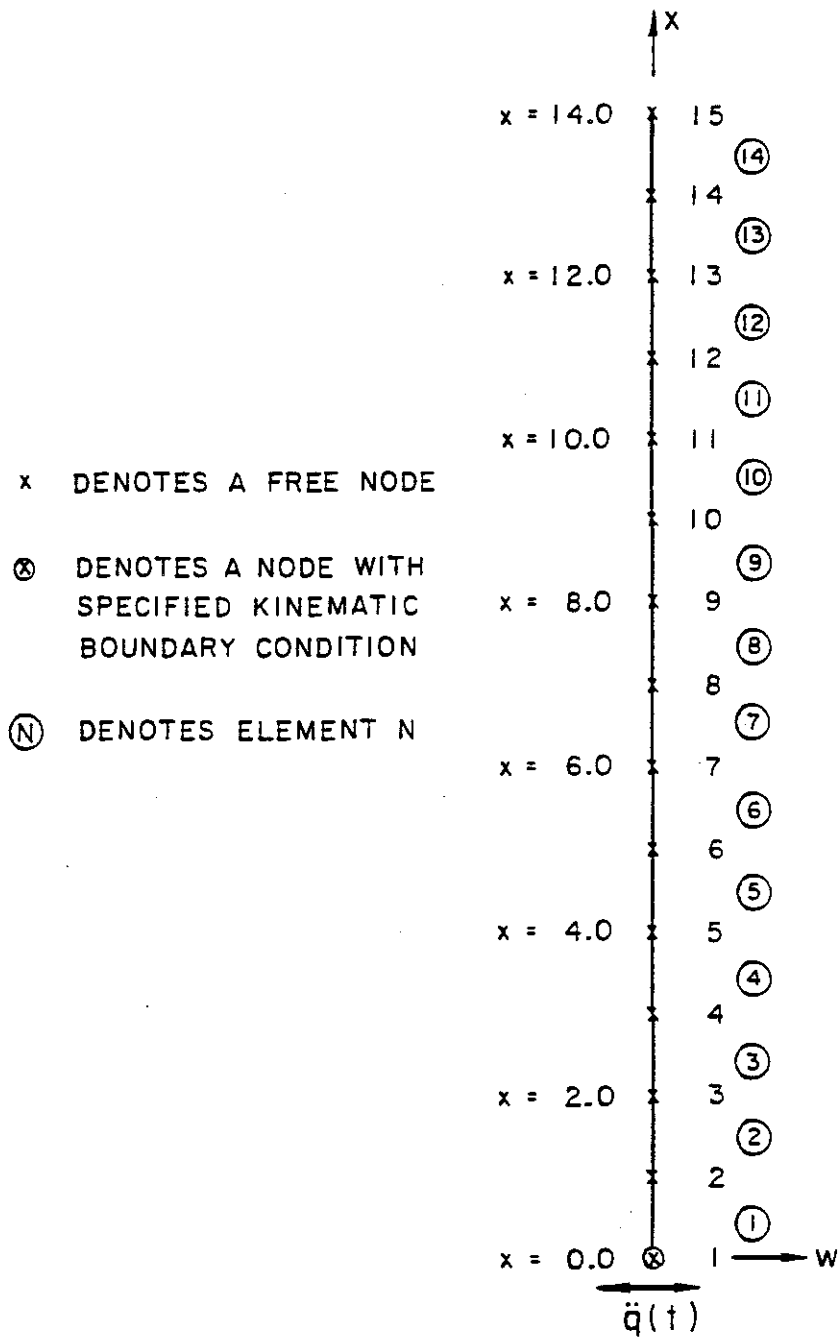 X
x = 14.0 15
⑭
14
⑬
x = 12.0 13
⑫
12
⑪
x = 10.0 11
⑩
10
⑨
x = 8.0 9
⑧
8
⑦
x = 6.0 7
⑥
6
⑤
x = 4.0 5
④
4
③
x = 2.0 3
②
2
①
x = 0.0 1 W
q̈(t)
x DENOTES A FREE NODE
⊗ DENOTES A NODE WITH
SPECIFIED KINEMATIC
BOUNDARY CONDITION
Ⓝ DENOTES ELEMENT N